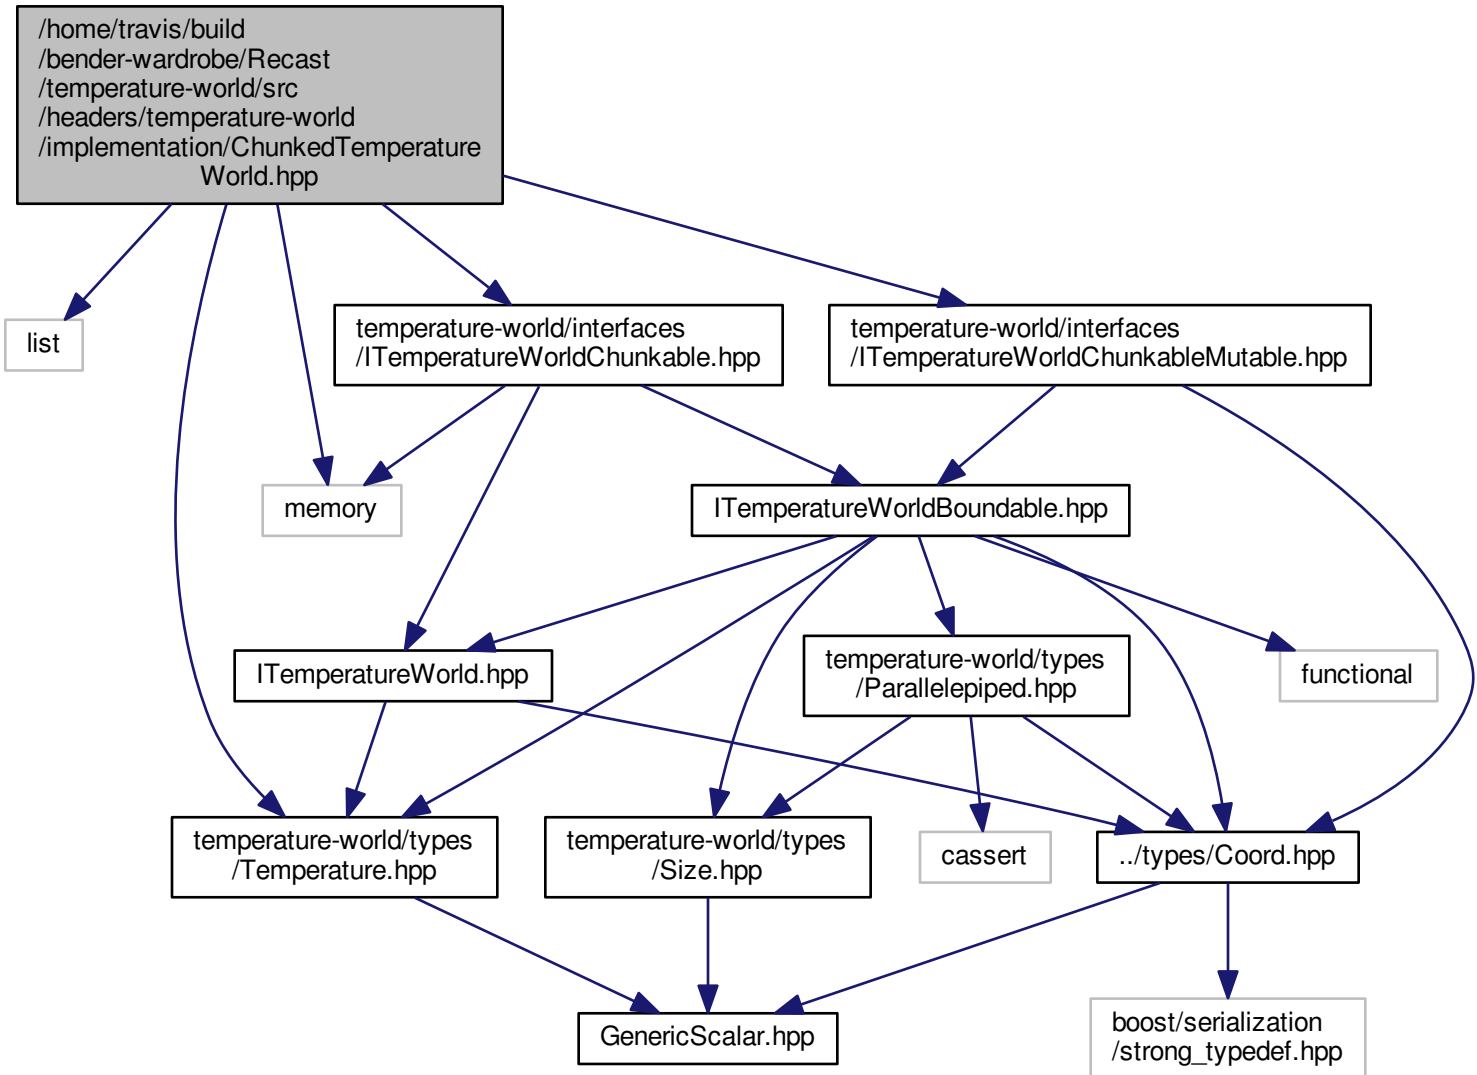 /home/travis/build
/bender-wardrobe/Recast
/temperature-world/src
/headers/temperature-world
/implementation/ChunkedTemperature
World.hpp
list
temperature-world/interfaces
/ITemperatureWorldChunkable.hpp
temperature-world/interfaces
/ITemperatureWorldChunkableMutable.hpp
memory
ITemperatureWorldBoundable.hpp
ITemperatureWorld.hpp
temperature-world/types
/Parallelepiped.hpp
functional
temperature-world/types
/Temperature.hpp
temperature-world/types
/Size.hpp
cassert
../types/Coord.hpp
GenericScalar.hpp
boost/serialization
/strong_typedef.hpp